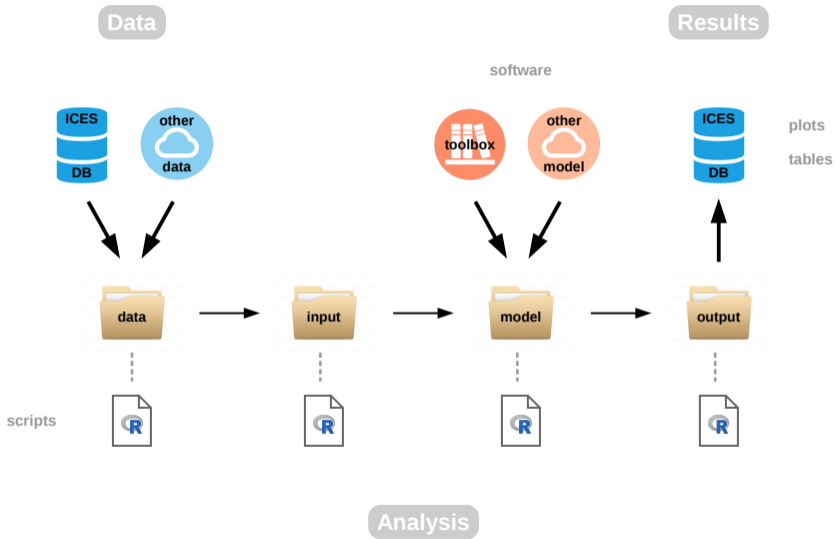 Data
Results
software
ICES
DB
other
data
toolbox
other
model
ICES
DB
plots
tables
data
input
model
output
scripts
R
R
R
R
Analysis